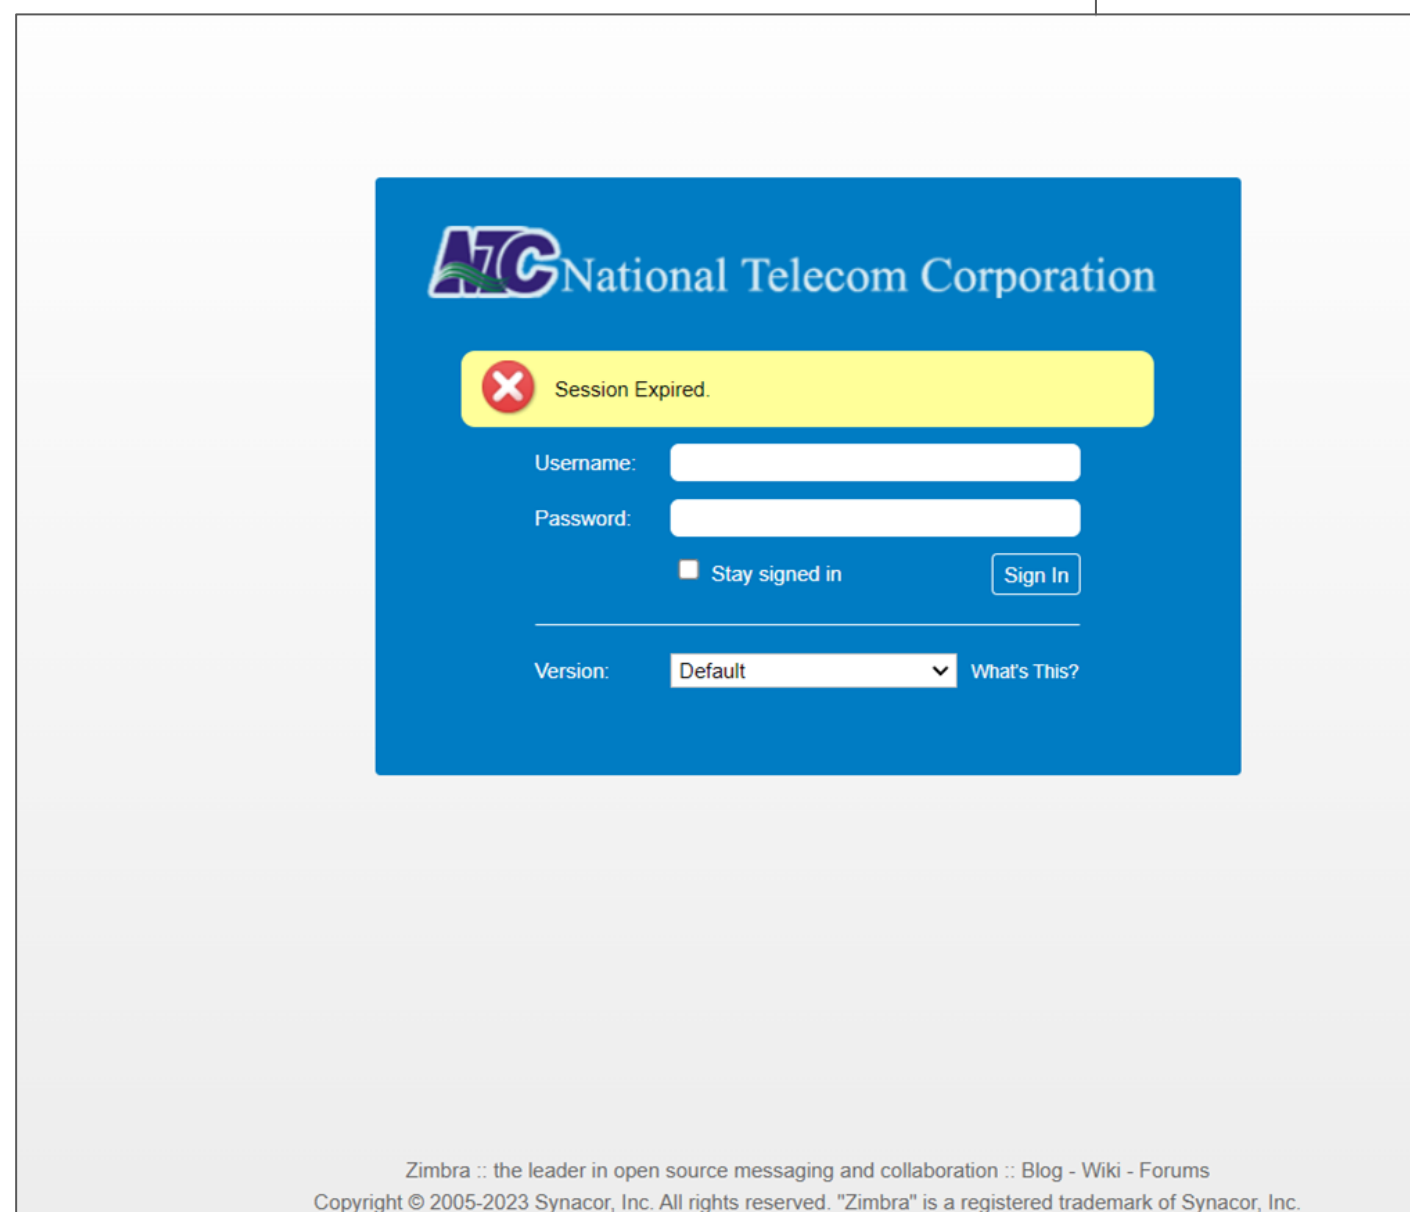 NTC National Telecom Corporation
Session Expired.
Username:
Password:
Stay signed in
Sign In
Version:
Default
What's This?
Zimbra :: the leader in open source messaging and collaboration :: Blog - Wiki - Forums
Copyright © 2005-2023 Synacor, Inc. All rights reserved. "Zimbra" is a registered trademark of Synacor, Inc.